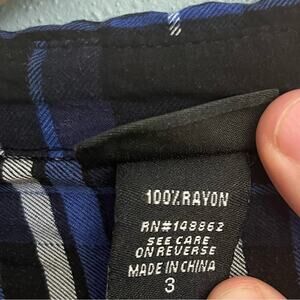 100% RAYON
RN#148862
SEE CARE
ON REVERSE
MADE IN CHINA
3